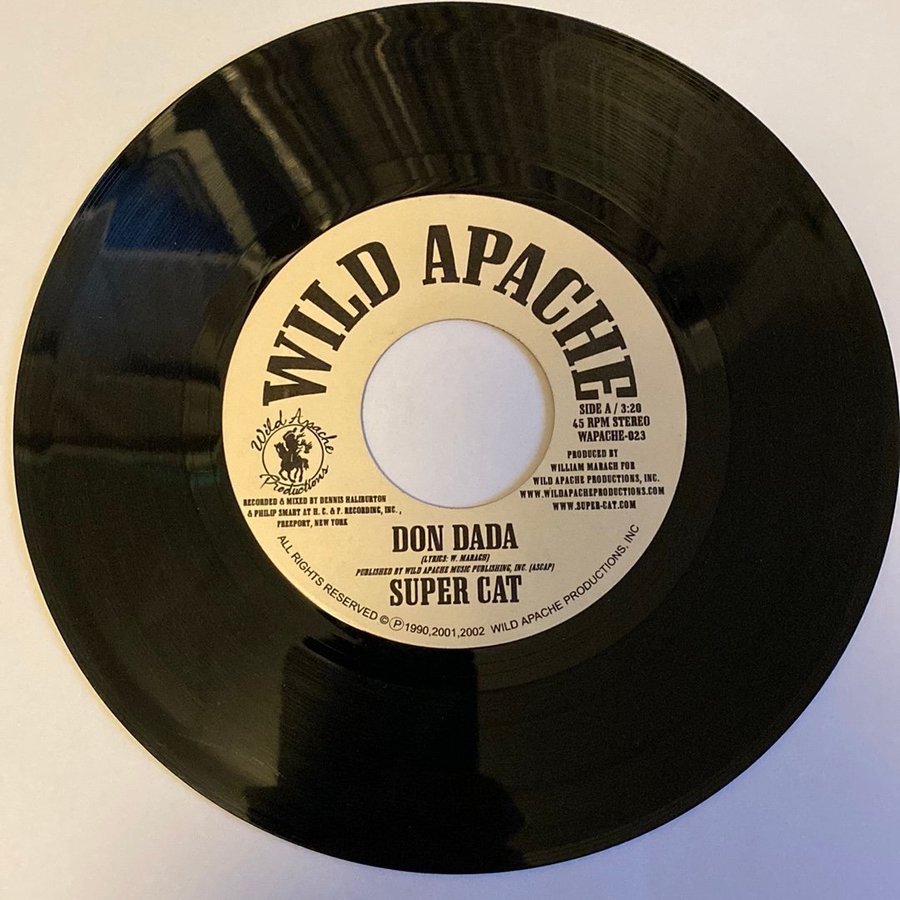 WILD APACHE
SIDE A / 3:20
45 RPM STEREO
WAPACHE-023
PRODUCED BY
WILLIAM MARAGH FOR
WILD APACHE PRODUCTIONS, INC.
WWW.WILDAPACHEPRODUCTIONS.COM
WWW.SUPER-CAT.COM
Wild Apache
Productions
RECORDED & MIXED BY DENNIS HALIBURTON
& PHILIP SMART AT H. C. & F. RECORDING, INC. ,
FREEPORT, NEW YORK
DON DADA
(LYRICS: W. MARAGH)
PUBLISHED BY WILD APACHE MUSIC PUBLISHING, INC. (ASCAP)
SUPER CAT
ALL RIGHTS RESERVED ©℗1990,2001,2002 WILD APACHE PRODUCTIONS, INC